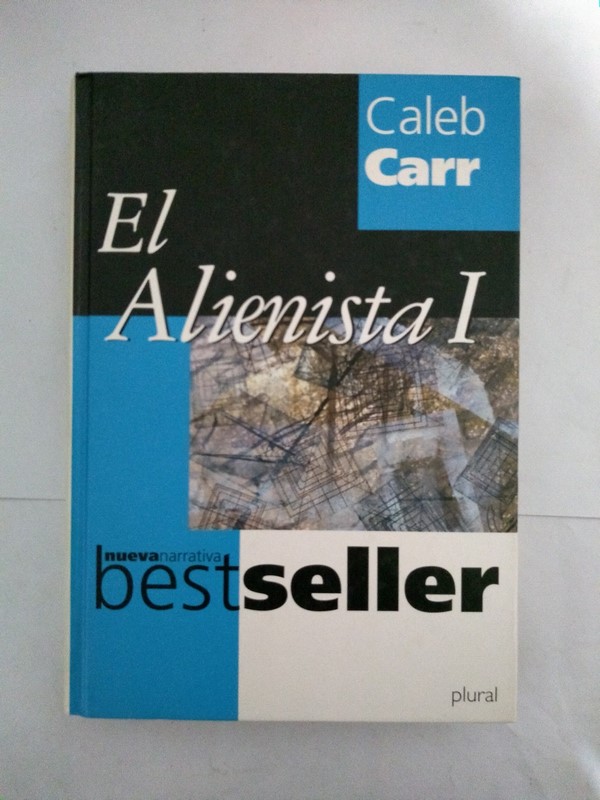 Caleb
Carr
El
Alienista I
nuevanarrativa
bestseller
plural